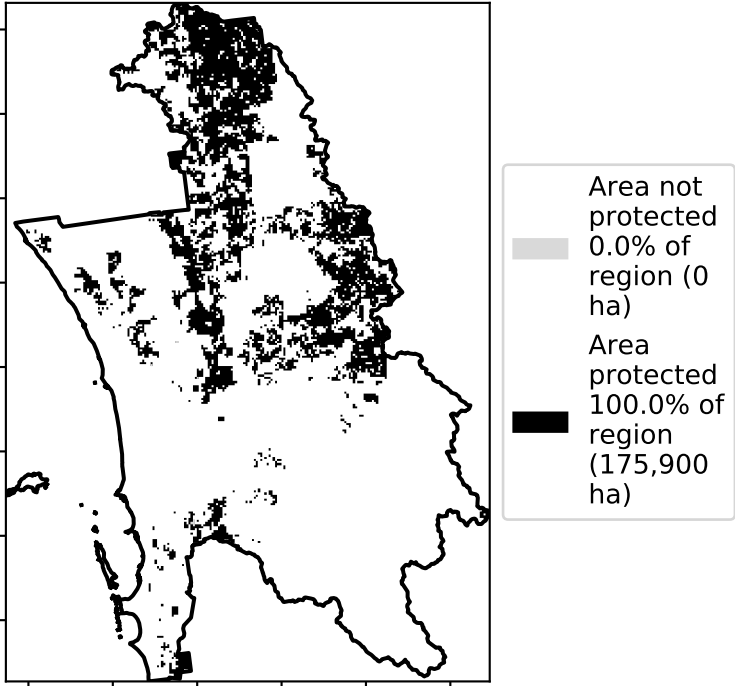 Area not
protected
0.0% of
region (0
ha)
Area
protected
100.0% of
region
(175,900
ha)